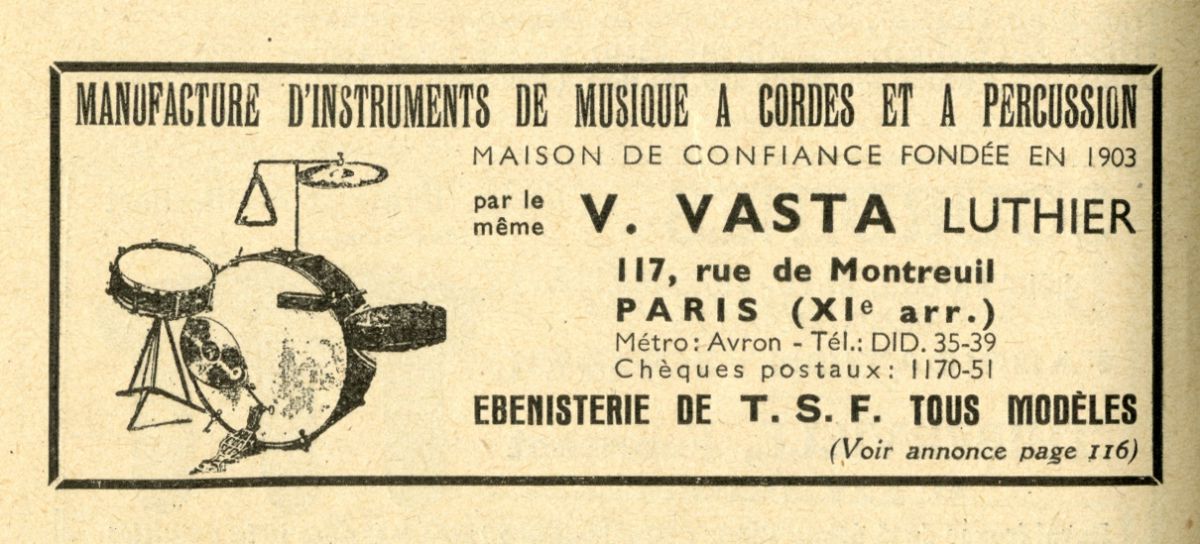 MANUFACTURE D'INSTRUMENTS DE MUSIQUE A CORDES ET A PERCUSSION
MAISON DE CONFIANCE FONDÉE EN 1903
par le même V. VASTA LUTHIER
117, rue de Montreuil
PARIS (XIe arr.)
Métro: Avron - Tél.: DID. 35-39
Chèques postaux: 1170-51
EBENISTERIE DE T. S. F. TOUS MODÈLES
(Voir annonce page 116)